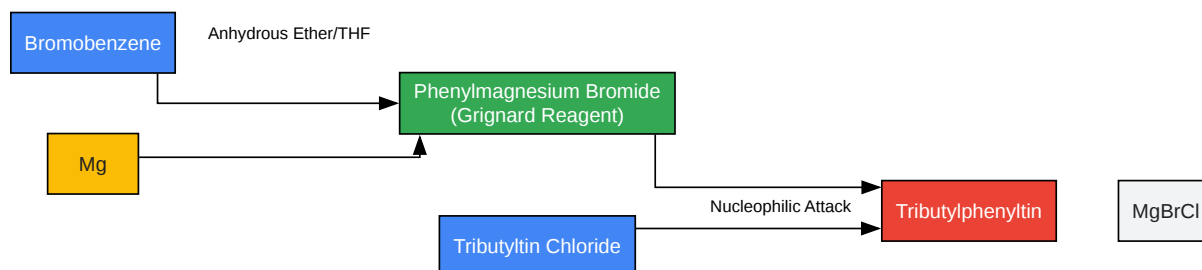 Bromobenzene
Anhydrous Ether/THF
Phenylmagnesium Bromide
(Grignard Reagent)
Mg
Nucleophilic Attack
Tributylphenyltin
MgBrCl
Tributyltin Chloride